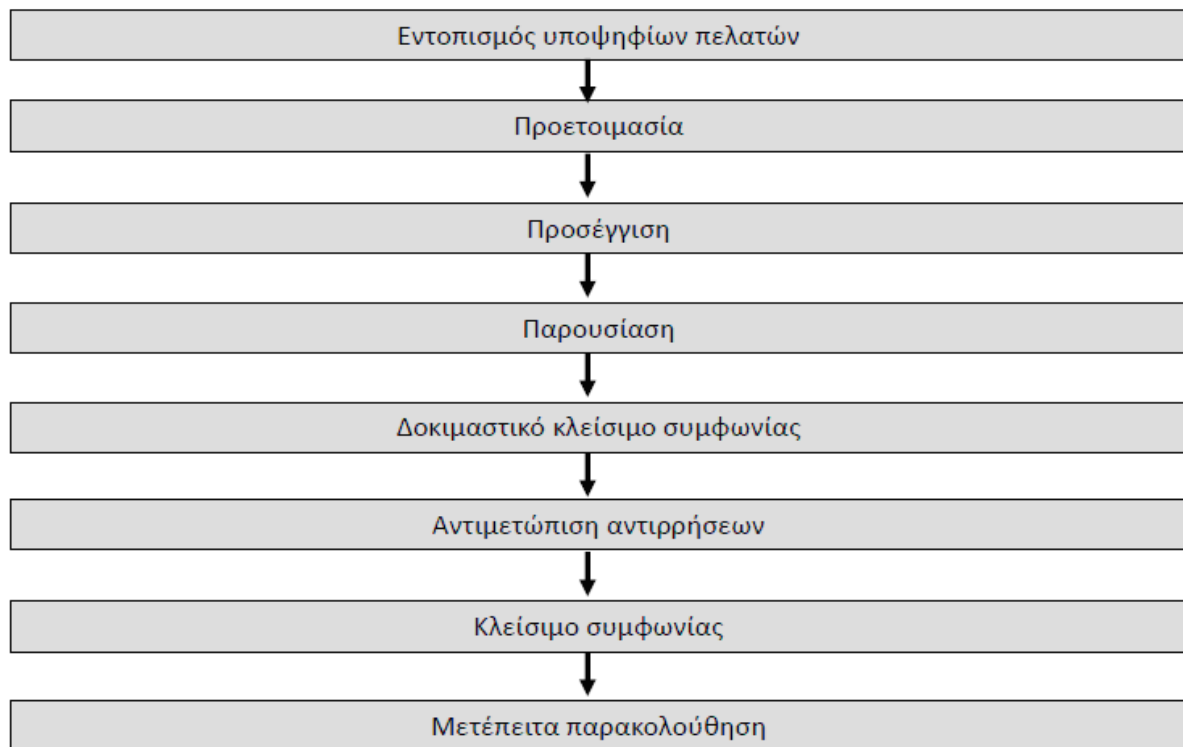 Εντοπισμός υποψηφίων πελατών
Προετοιμασία
Προσέγγιση
Παρουσίαση
Δοκιμαστικό κλείσιμο συμφωνίας
Αντιμετώπιση αντιρρήσεων
Κλείσιμο συμφωνίας
Μετέπειτα παρακολούθηση